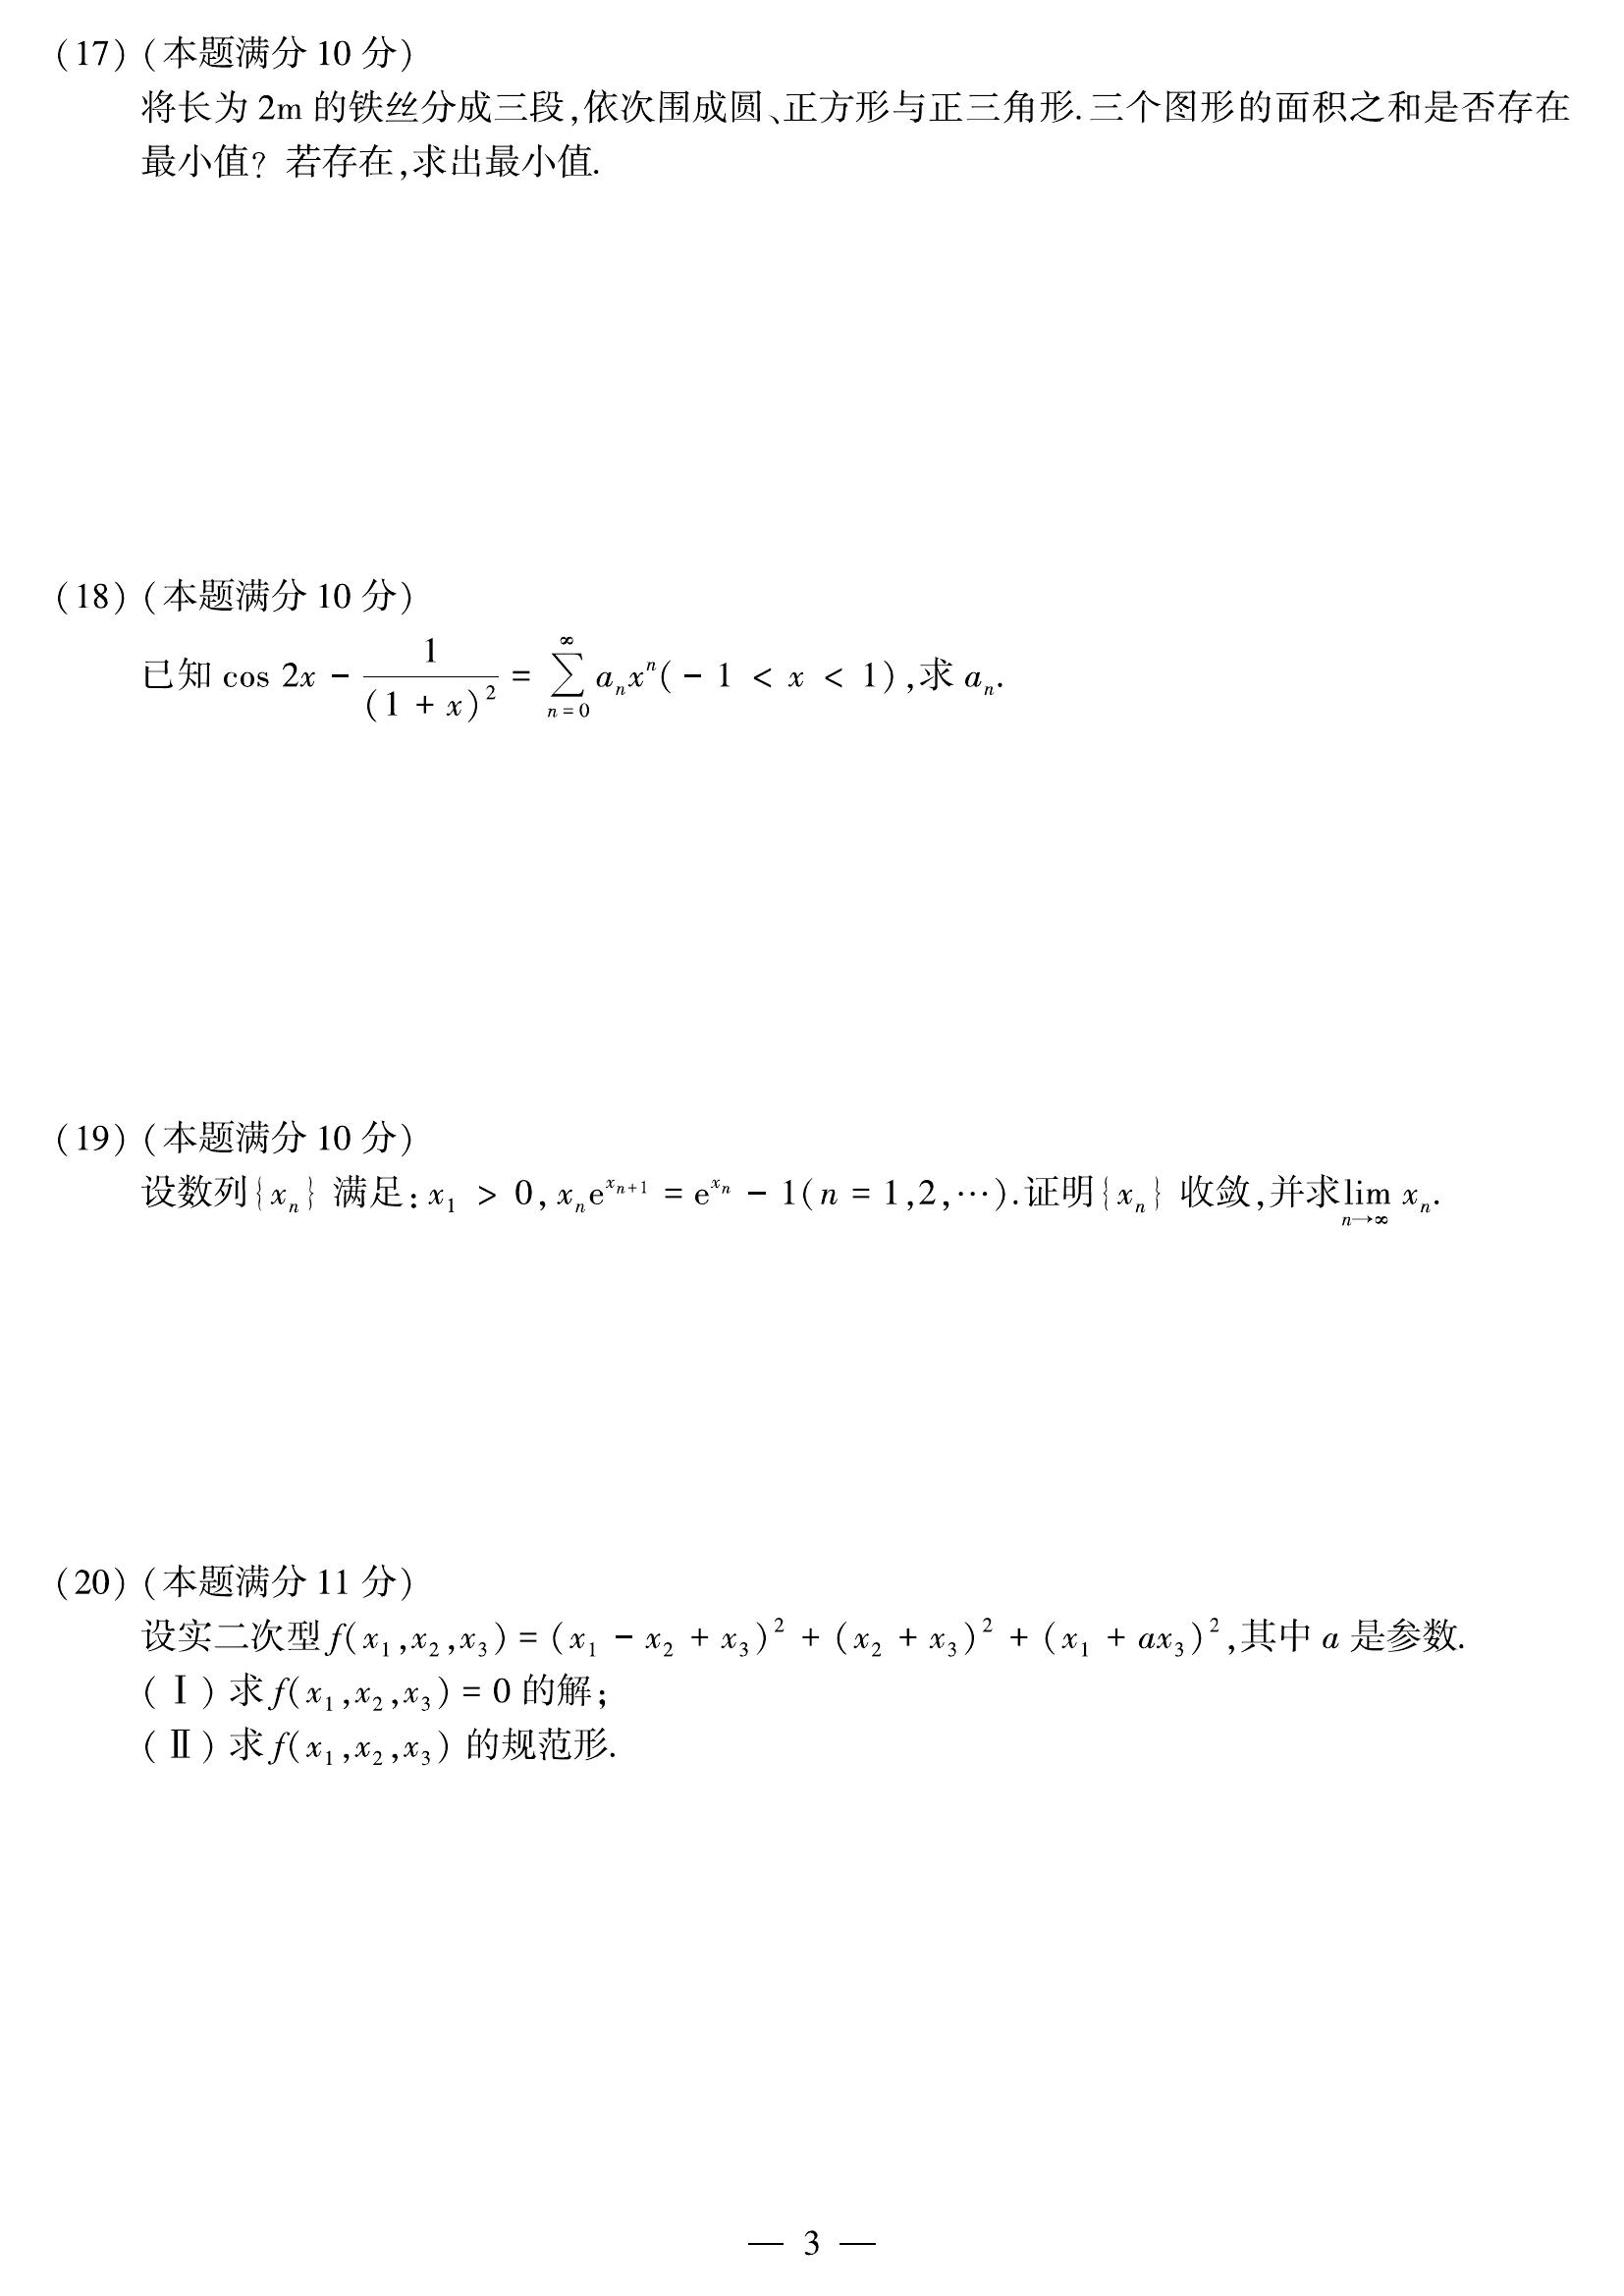 (17) (本题满分 10 分)
将长为 2m 的铁丝分成三段,依次围成圆、正方形与正三角形.三个图形的面积之和是否存在
最小值? 若存在,求出最小值.
(18) (本题满分 10 分)
已知 cos 2x − \frac{1}{(1 + x)^2} = \sum_{n=0}^{∞} a_n x^n (− 1 < x < 1) ,求 a_n.
(19) (本题满分 10 分)
设数列{x_n} 满足: x_1 > 0, x_n e^{x_{n+1}} = e^{x_n} − 1( n = 1,2,⋯).证明{x_n} 收敛,并求\lim_{n→∞} x_n.
(20) (本题满分 11 分)
设实二次型 f(x_1,x_2,x_3) = (x_1 − x_2 + x_3)^2 + (x_2 + x_3)^2 + (x_1 + ax_3)^2,其中 a 是参数.
(Ⅰ) 求 f(x_1,x_2,x_3) = 0 的解;
(Ⅱ) 求 f(x_1,x_2,x_3) 的规范形.
— 3 —